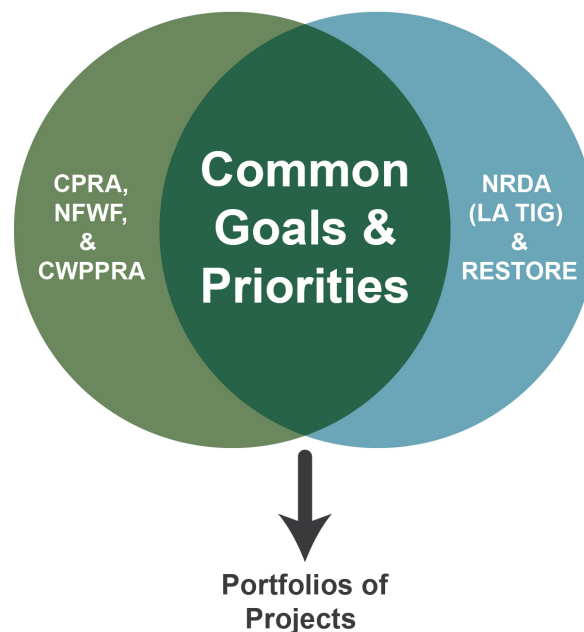 CPRA,
NFWF,
&
CWPPRA
Common
Goals &
Priorities
NRDA
(LA TIG)
&
RESTORE
Portfolios of
Projects